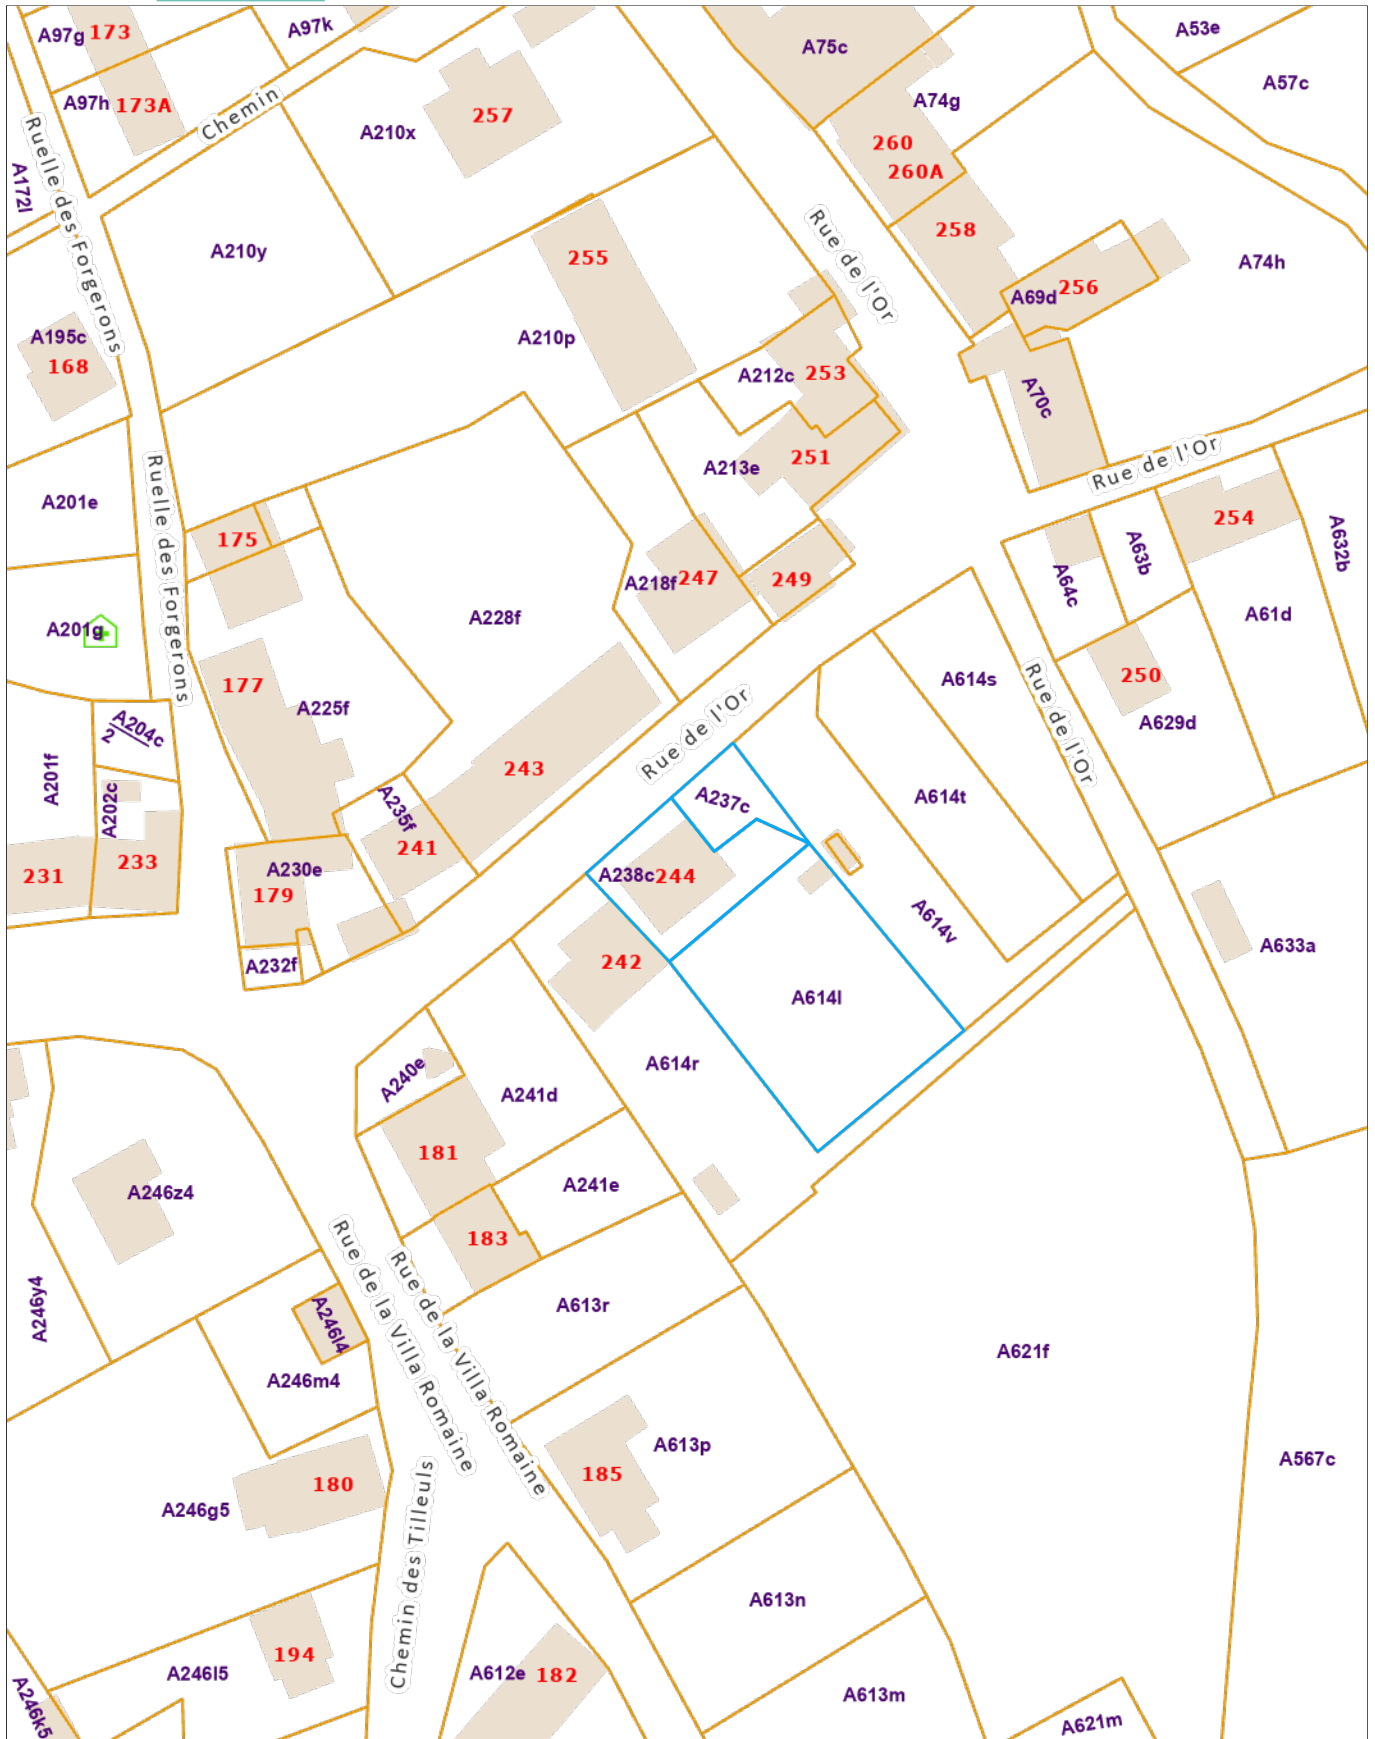 A97g
173
A97k
A75c
A53e
A97h
173A
Chemin
A210x
257
A74g
A57c
260
260A
A172l
Ruelle des Forgerons
A210y
255
Rue de l'Or
258
A74h
A69d
256
A195c
168
A210p
A212c
253
A70c
A213e
251
Rue de l'Or
A201e
Ruelle des Forgerons
175
254
A632b
A64c
A63b
A218f
247
249
A201g
A228f
A61d
177
A225f
A614s
Rue de l'Or
250
A629d
A204c
2
Rue de l'Or
A201f
A202c
243
A235f
A237c
A614t
241
231
233
A230e
179
A238c
244
A614v
A232f
242
A633a
A614l
A240e
A241d
A614r
181
A246z4
A241e
183
A246y4
Rue de la Villa Romaine
Rue de la Villa Romaine
A246l4
A613r
A621f
A246m4
A613p
185
A567c
180
A246g5
Chemin des Tilleuls
A613n
194
A246l5
A612e
182
A613m
A246k5
A621m